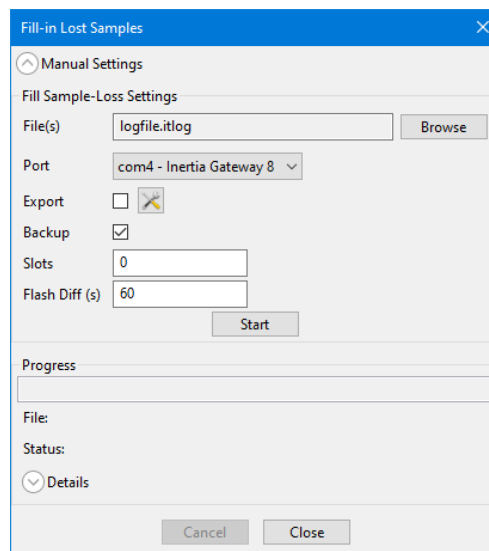 Fill-in Lost Samples
Manual Settings
Fill Sample-Loss Settings
File(s) logfile.itlog Browse
Port com4 - Inertia Gateway 8
Export
Backup
Slots 0
Flash Diff (s) 60
Start
Progress
File:
Status:
Details
Cancel Close